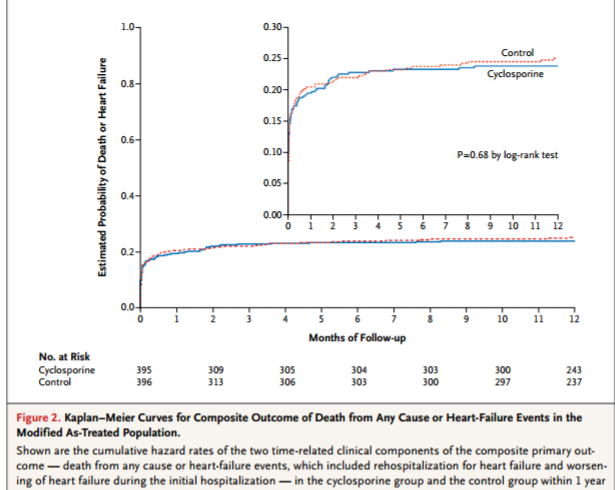 Estimated Probability of Death or Heart Failure
1.0
0.8
0.6
0.4
0.2
0.0
0 1 2 3 4 5 6 7 8 9 10 11 12
Months of Follow-up
0.30
0.25
0.20
0.15
0.10
0.05
0.00
0 1 2 3 4 5 6 7 8 9 10 11 12
Control
Cyclosporine
P=0.68 by log-rank test
No. at Risk
Cyclosporine 395 309 305 304 303 300 243
Control 396 313 306 303 300 297 237
Figure 2. Kaplan–Meier Curves for Composite Outcome of Death from Any Cause or Heart-Failure Events in the
Modified As-Treated Population.
Shown are the cumulative hazard rates of the two time-related clinical components of the composite primary out-
come — death from any cause or heart-failure events, which included rehospitalization for heart failure and worsen-
ing of heart failure during the initial hospitalization — in the cyclosporine group and the control group within 1 year